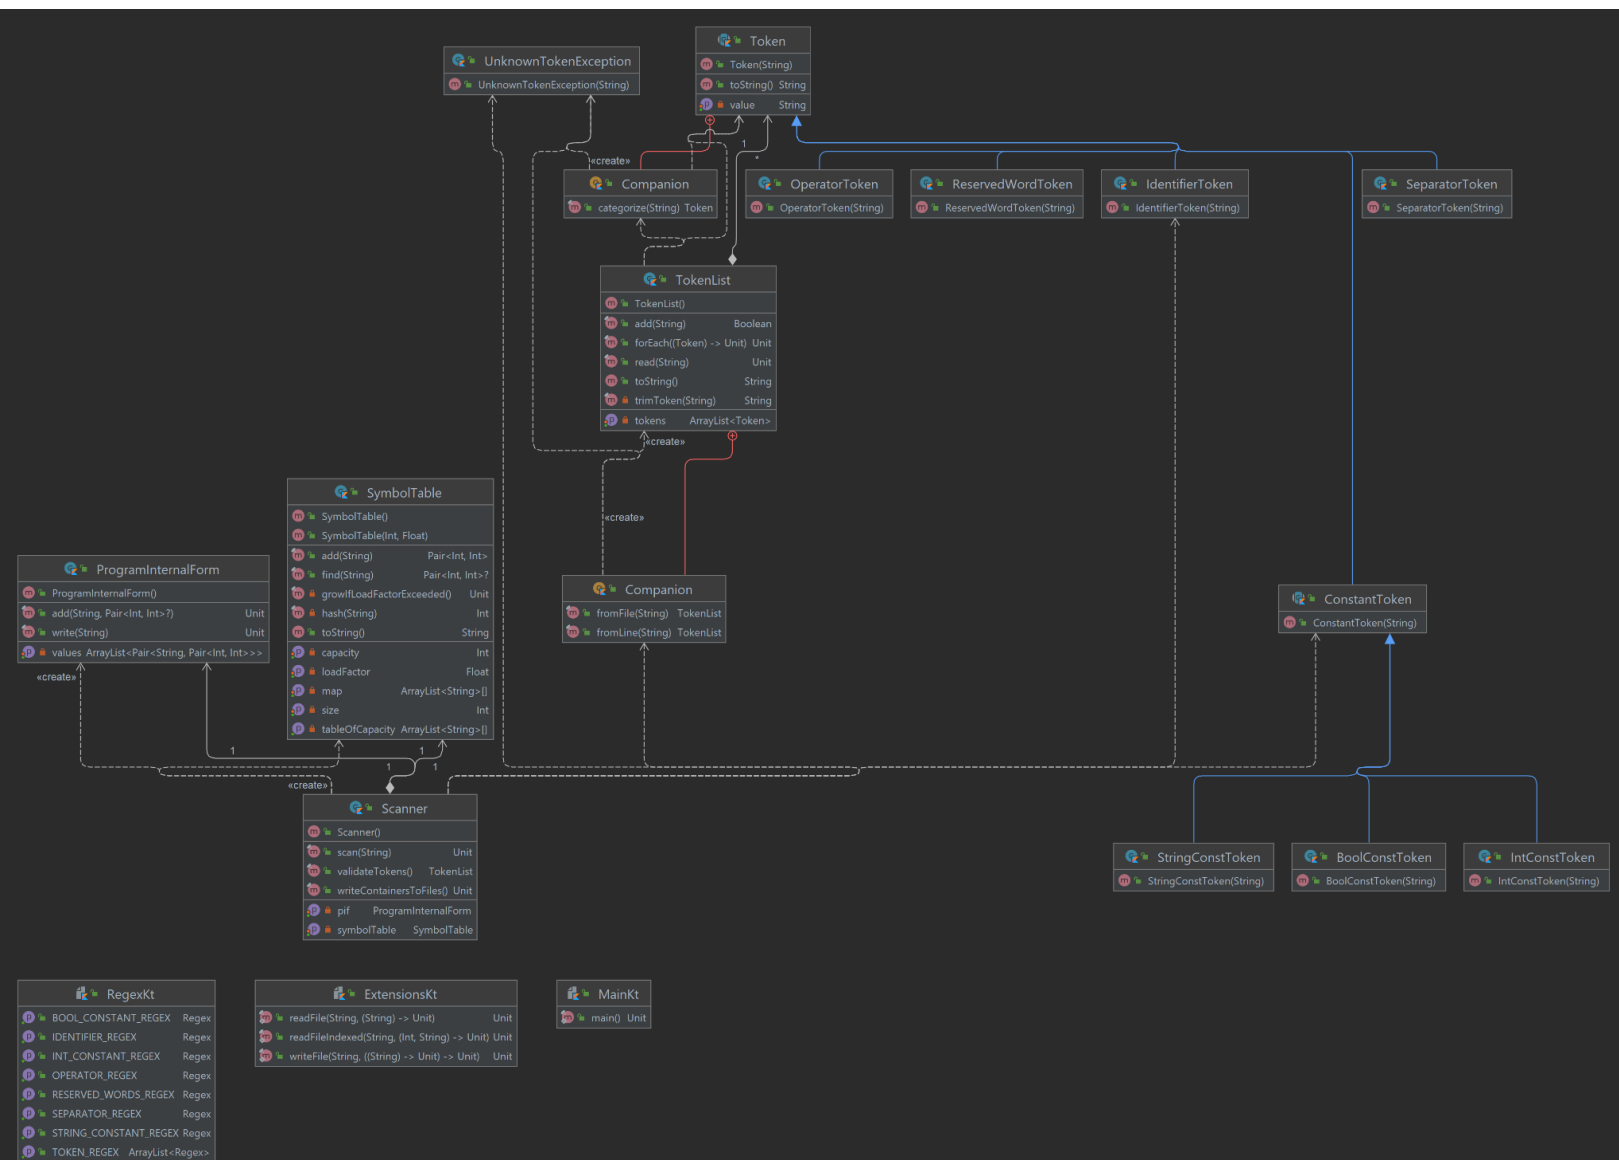 Token
Token(String)
toString() String
value String
UnknownTokenException
UnknownTokenException(String)
1
*
«create»
Companion
categorize(String) Token
OperatorToken
OperatorToken(String)
ReservedWordToken
ReservedWordToken(String)
IdentifierToken
IdentifierToken(String)
SeparatorToken
SeparatorToken(String)
TokenList
TokenList()
add(String) Boolean
forEach((Token) -> Unit) Unit
read(String) Unit
toString() String
trimToken(String) String
tokens ArrayList<Token>
«create»
«create»
SymbolTable
SymbolTable()
SymbolTable(Int, Float)
add(String) Pair<Int, Int>
find(String) Pair<Int, Int>?
growIfLoadFactorExceeded() Unit
hash(String) Int
toString() String
capacity Int
loadFactor Float
map ArrayList<String>[]
size Int
tableOfCapacity ArrayList<String>[]
ProgramInternalForm
ProgramInternalForm()
add(String, Pair<Int, Int>?) Unit
write(String) Unit
values ArrayList<Pair<String, Pair<Int, Int>>>
«create»
Companion
fromFile(String) TokenList
fromLine(String) TokenList
ConstantToken
ConstantToken(String)
1
1
1
1
«create»
Scanner
Scanner()
scan(String) Unit
validateTokens() TokenList
writeContainersToFiles() Unit
pif ProgramInternalForm
symbolTable SymbolTable
StringConstToken
StringConstToken(String)
BoolConstToken
BoolConstToken(String)
IntConstToken
IntConstToken(String)
RegexKt
BOOL_CONSTANT_REGEX Regex
IDENTIFIER_REGEX Regex
INT_CONSTANT_REGEX Regex
OPERATOR_REGEX Regex
RESERVED_WORDS_REGEX Regex
SEPARATOR_REGEX Regex
STRING_CONSTANT_REGEX Regex
TOKEN_REGEX ArrayList<Regex>
ExtensionsKt
readFile(String, (String) -> Unit) Unit
readFileIndexed(String, (Int, String) -> Unit) Unit
writeFile(String, ((String) -> Unit) -> Unit) Unit
MainKt
main() Unit